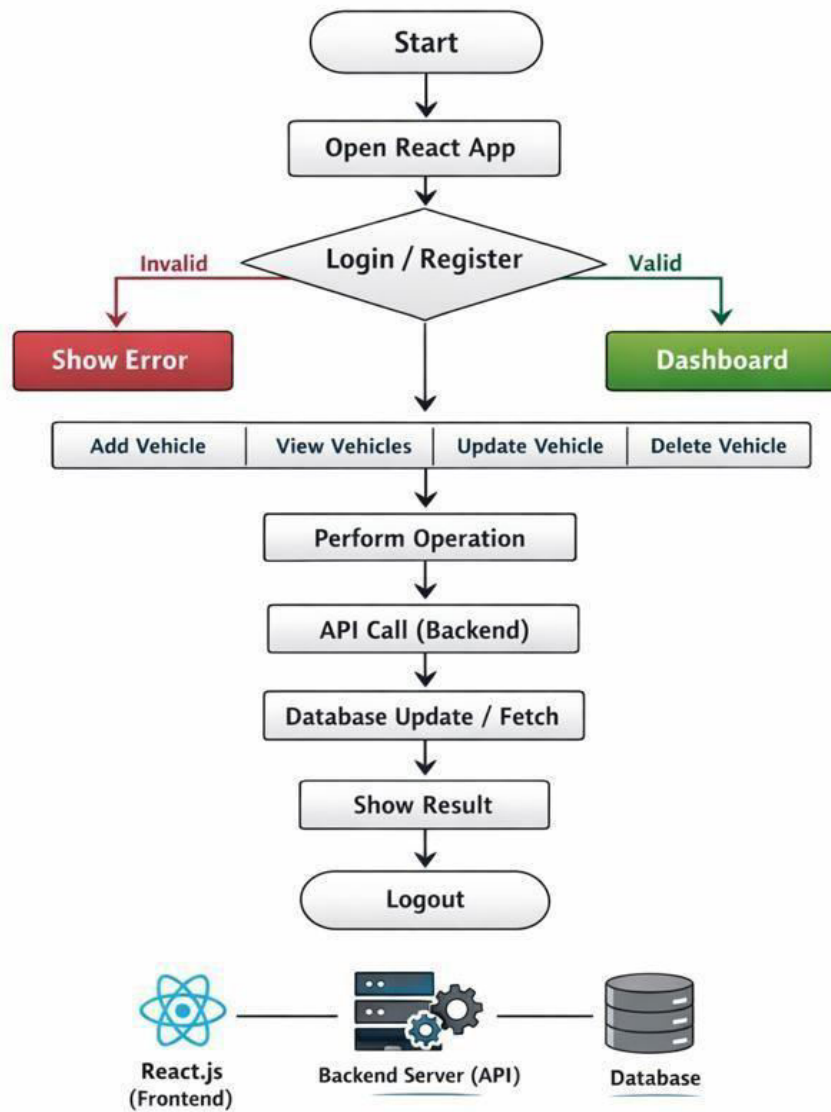 Start
Open React App
Login / Register
Invalid
Valid
Show Error
Dashboard
Add Vehicle
View Vehicles
Update Vehicle
Delete Vehicle
Perform Operation
API Call (Backend)
Database Update / Fetch
Show Result
Logout
React.js
(Frontend)
Backend Server (API)
Database